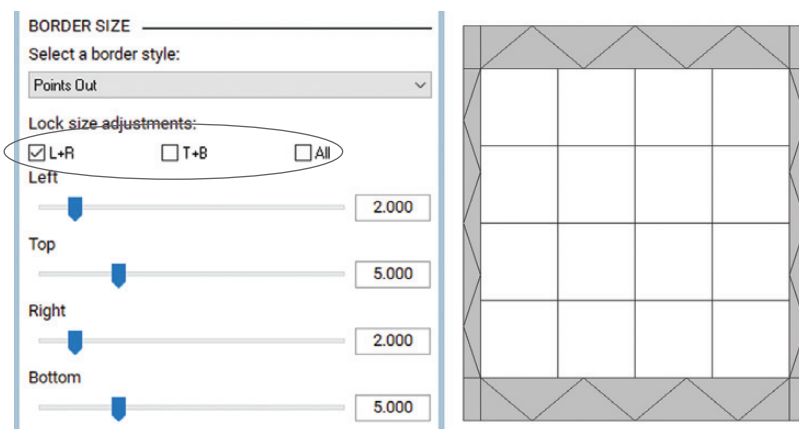 BORDER SIZE
Select a border style:
Points Out
Lock size adjustments:
L+R T+B All
Left
2.000
Top
5.000
Right
2.000
Bottom
5.000